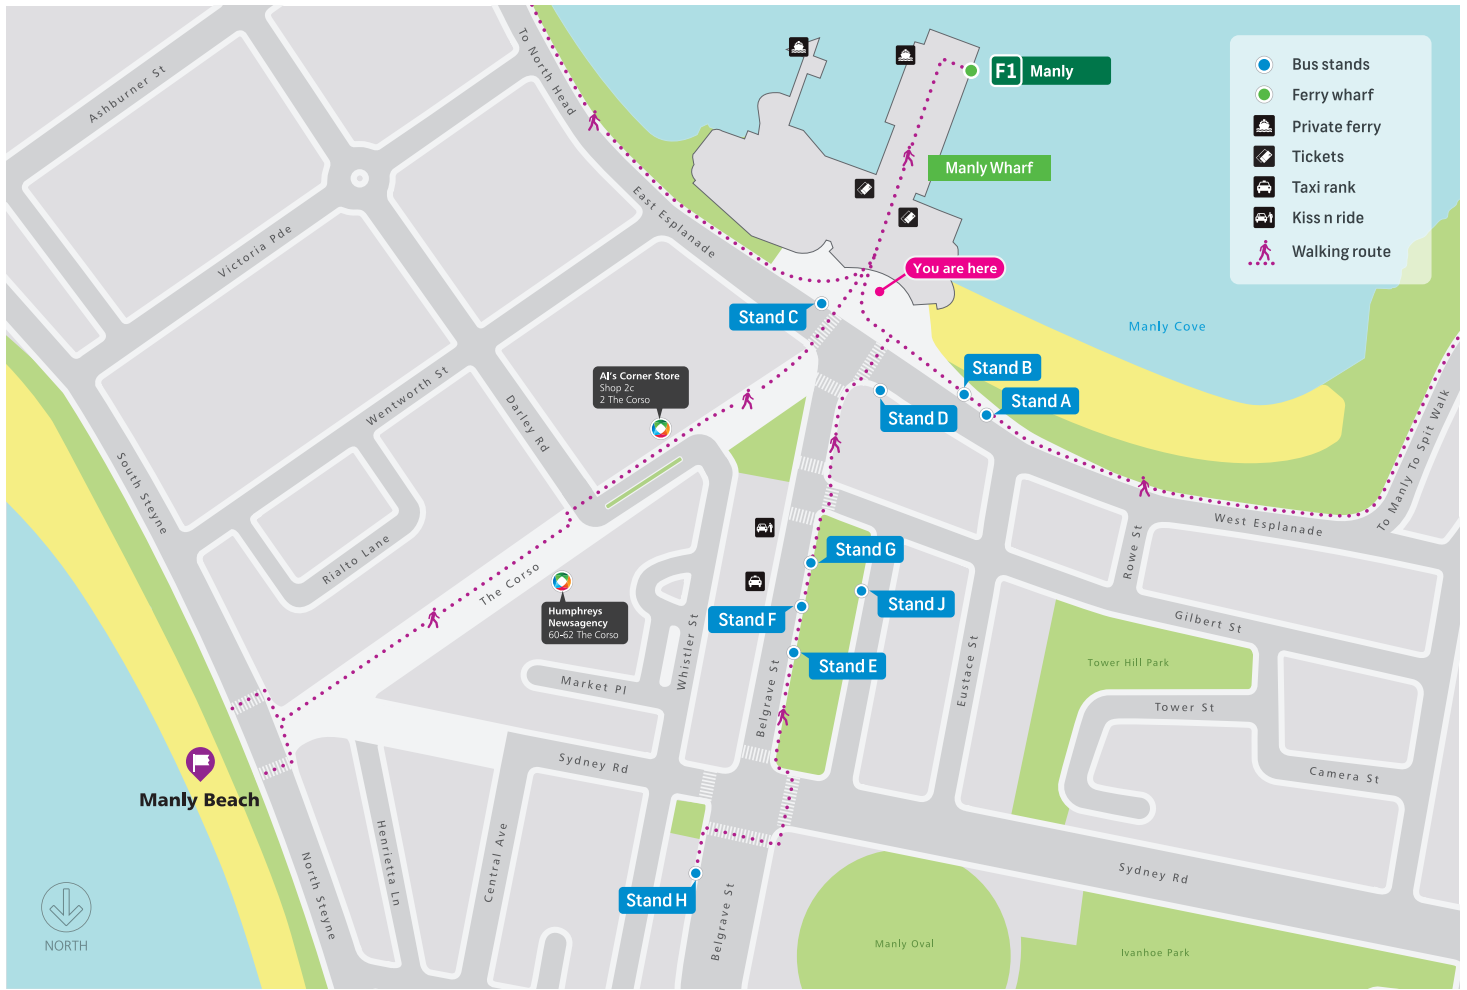 Ashburner St
To North Head
F1 Manly
Manly Wharf
Bus stands
Ferry wharf
Private ferry
Tickets
Taxi rank
Kiss n ride
Walking route
Victoria Pde
East Esplanade
You are here
Stand C
Manly Cove
Al's Corner Store
Shop 2c
2 The Corso
Stand B
Stand A
Stand D
Wentworth St
Darley Rd
To Manly To Spit Walk
South Steyne
West Esplanade
Rialto Lane
Rowe St
The Corso
Stand G
Stand J
Stand F
Humphreys
Newsagency
60-62 The Corso
Gilbert St
Whistler St
Stand E
Eustace St
Tower Hill Park
Market Pl
Belgrave St
Tower St
Sydney Rd
Camera St
Manly Beach
Henrietta Ln
Central Ave
North Steyne
Sydney Rd
Stand H
Belgrave St
Manly Oval
Ivanhoe Park
NORTH